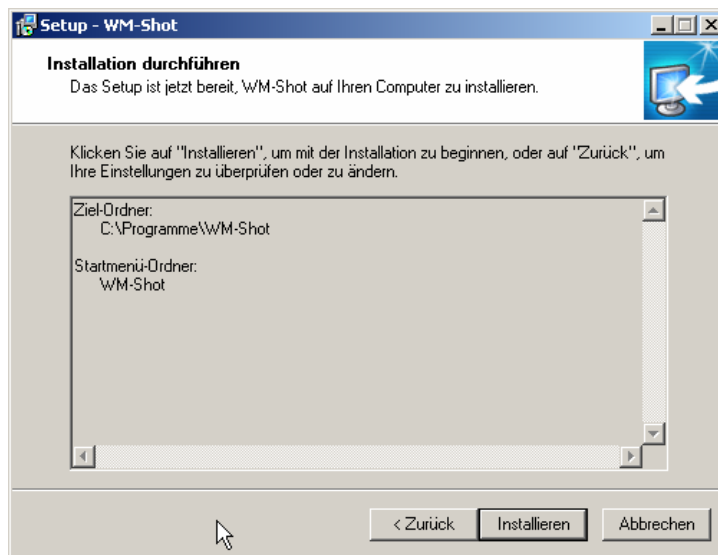 Setup - WM-Shot
Installation durchführen
Das Setup ist jetzt bereit, WM-Shot auf Ihren Computer zu installieren.
Klicken Sie auf "Installieren", um mit der Installation zu beginnen, oder auf "Zurück", um
Ihre Einstellungen zu überprüfen oder zu ändern.
Ziel-Ordner:
C:\Programme\WM-Shot
Startmenü-Ordner:
WM-Shot
< Zurück
Installieren
Abbrechen